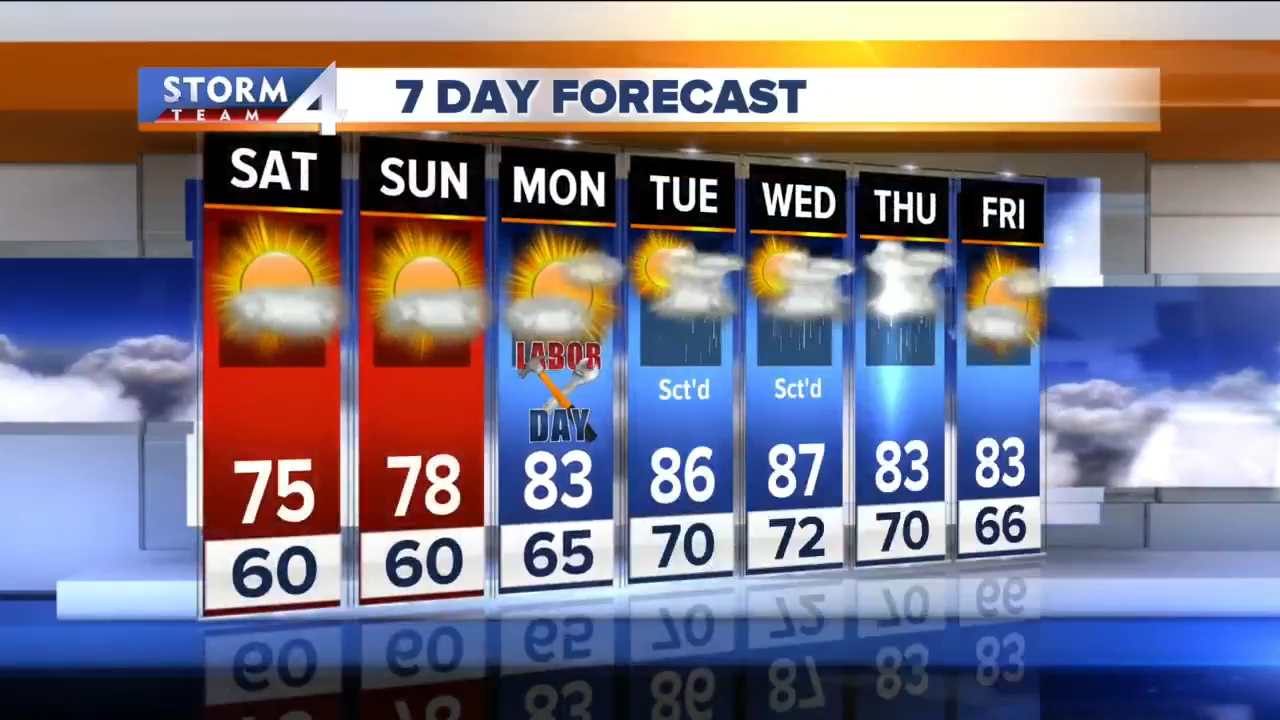 STORM
TEAM 4
7 DAY FORECAST
SAT SUN MON TUE WED THU FRI
LABOR
DAY
Sct'd Sct'd
75 78 83 86 87 83 83
60 60 65 70 72 70 66